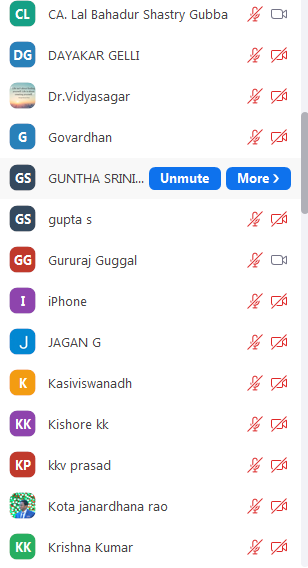 CL CA. Lal Bahadur Shastry Gubba
DG DAYAKAR GELLI
Dr.Vidyasagar
G Govardhan
GS GUNTHA SRINI... Unmute More >
GS gupta s
GG Gururaj Guggal
I iPhone
J JAGAN G
K Kasiviswanadh
KK Kishore kk
KP kkv prasad
Kota janardhana rao
KK Krishna Kumar